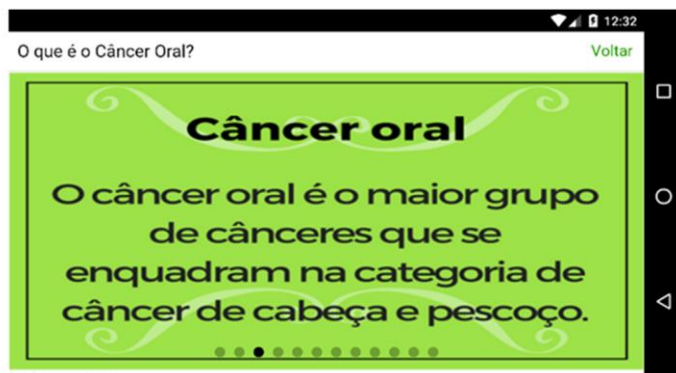 12:32
O que é o Câncer Oral?
Voltar
Câncer oral
O câncer oral é o maior grupo
de cânceres que se
enquadram na categoria de
câncer de cabeça e pescoço.